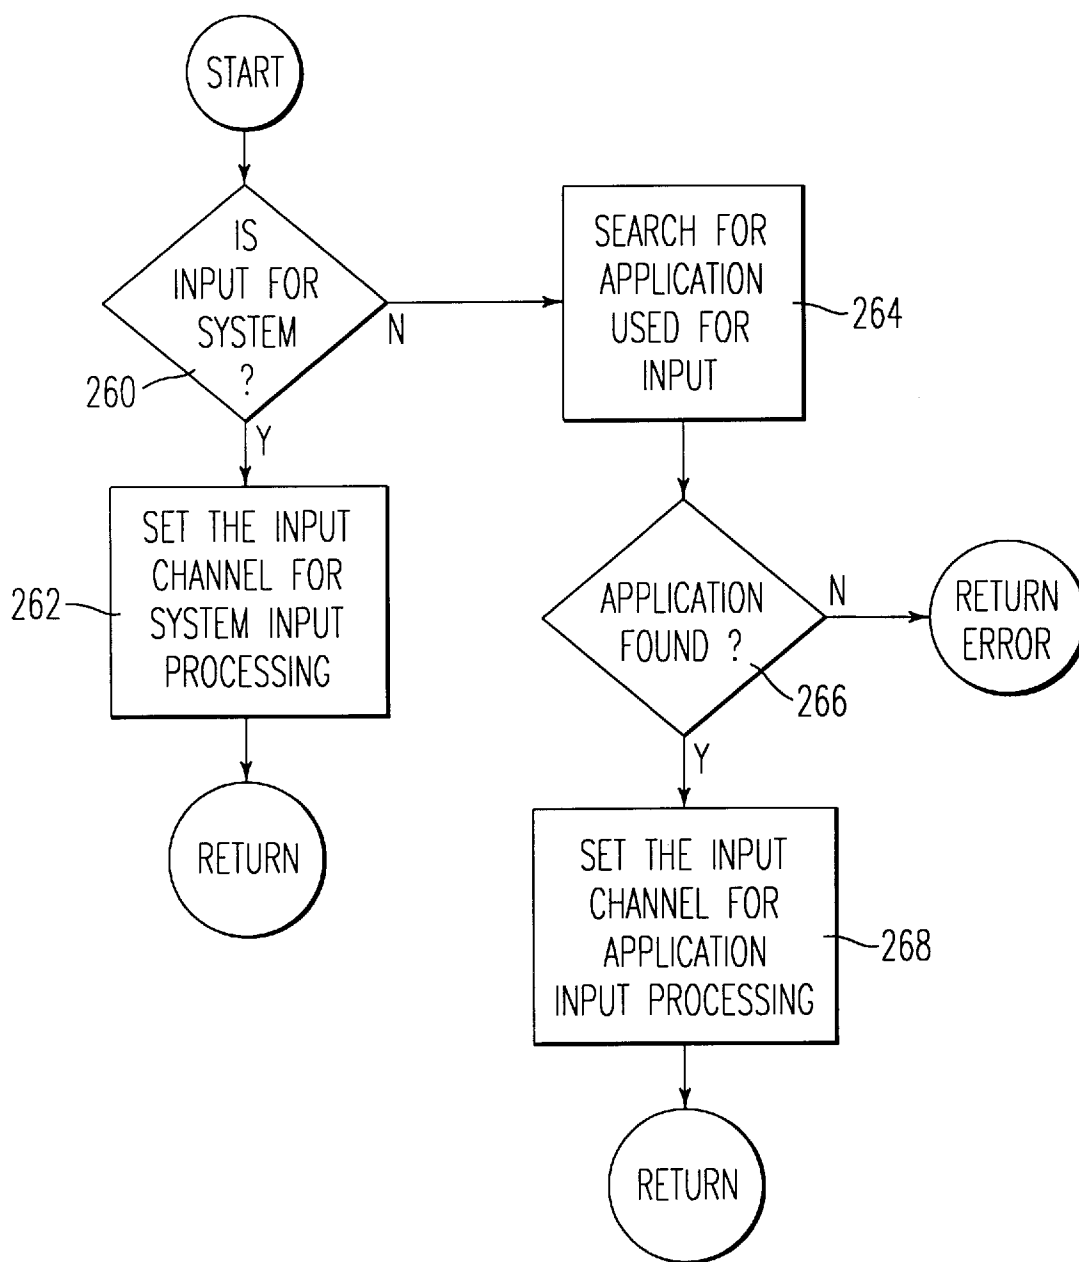 START
IS
INPUT FOR
SYSTEM
?
260
N
Y
SEARCH FOR
APPLICATION
USED FOR
INPUT
264
SET THE INPUT
CHANNEL FOR
SYSTEM INPUT
PROCESSING
262
RETURN
APPLICATION
FOUND ?
266
N
RETURN
ERROR
Y
SET THE INPUT
CHANNEL FOR
APPLICATION
INPUT PROCESSING
268
RETURN